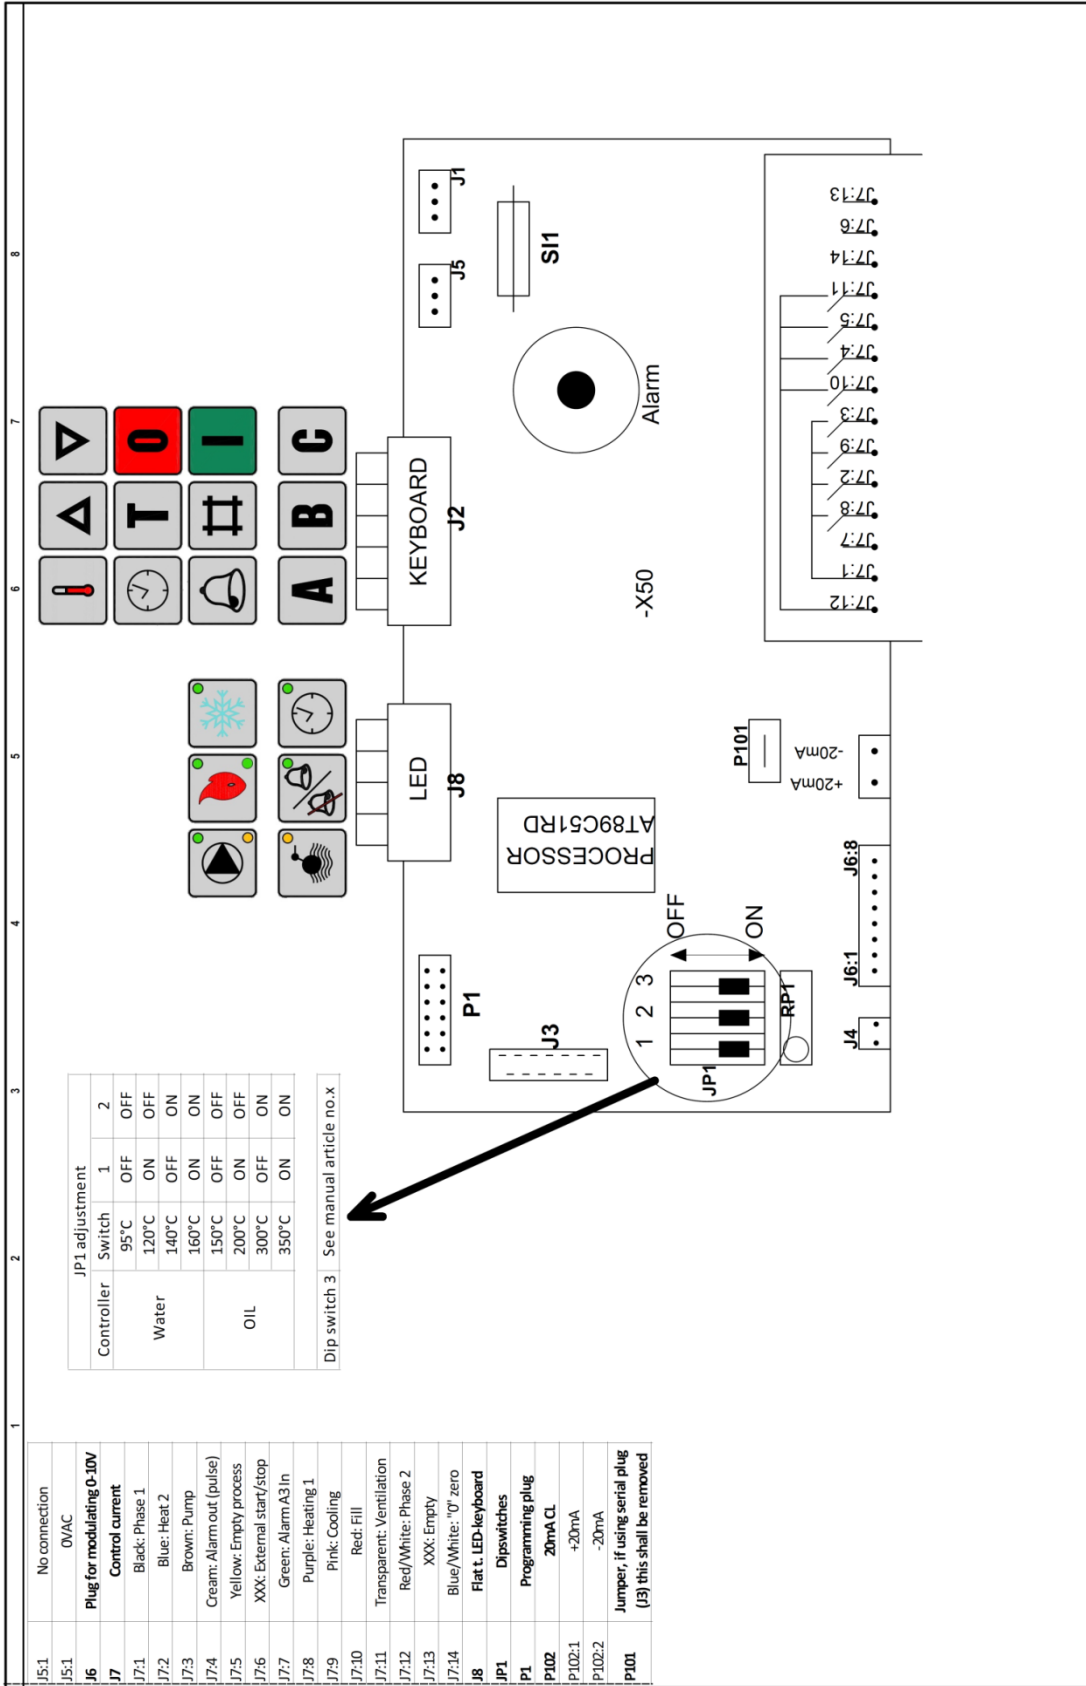 1
2
3
4
5
6
7
8
J5:1 No connection
J5:1 0VAC
J6 Plug for modulating 0-10V
J7 Control current
J7:1 Black: Phase 1
J7:2 Blue: Heat 2
J7:3 Brown: Pump
J7:4 Cream: Alarm out (pulse)
J7:5 Yellow: Empty process
J7:6 XXX: External start/stop
J7:7 Green: Alarm A3 In
J7:8 Purple: Heating 1
J7:9 Pink: Cooling
J7:10 Red: Fill
J7:11 Transparent: Ventilation
J7:12 Red/White: Phase 2
J7:13 XXX: Empty
J7:14 Blue/White: "0" zero
J8 Flat t. LED-keyboard
JP1 Dipswitches
P1 Programming plug
P102 20mA CL
P102:1 +20mA
P102:2 -20mA
P101 Jumper, if using serial plug
(J3) this shall be removed
JP1 adjustment
Controller Switch 1 2
Water 95°C OFF OFF
120°C ON OFF
140°C OFF ON
160°C ON ON
OIL 150°C OFF OFF
200°C ON OFF
300°C OFF ON
350°C ON ON
Dip switch 3 See manual article no.x
T O
I
A B C
LED
J8
KEYBOARD
J2
J5
J1
SI1
Alarm
P1
J3
PROCESSOR
AT89C51RD
-X50
1 2 3
OFF
ON
JP1
RP1
P101
J4
J6:1
J6:8
+20mA
-20mA
J7:12
J7:1
J7:7
J7:8
J7:2
J7:9
J7:3
J7:10
J7:4
J7:5
J7:11
J7:14
J7:6
J7:13